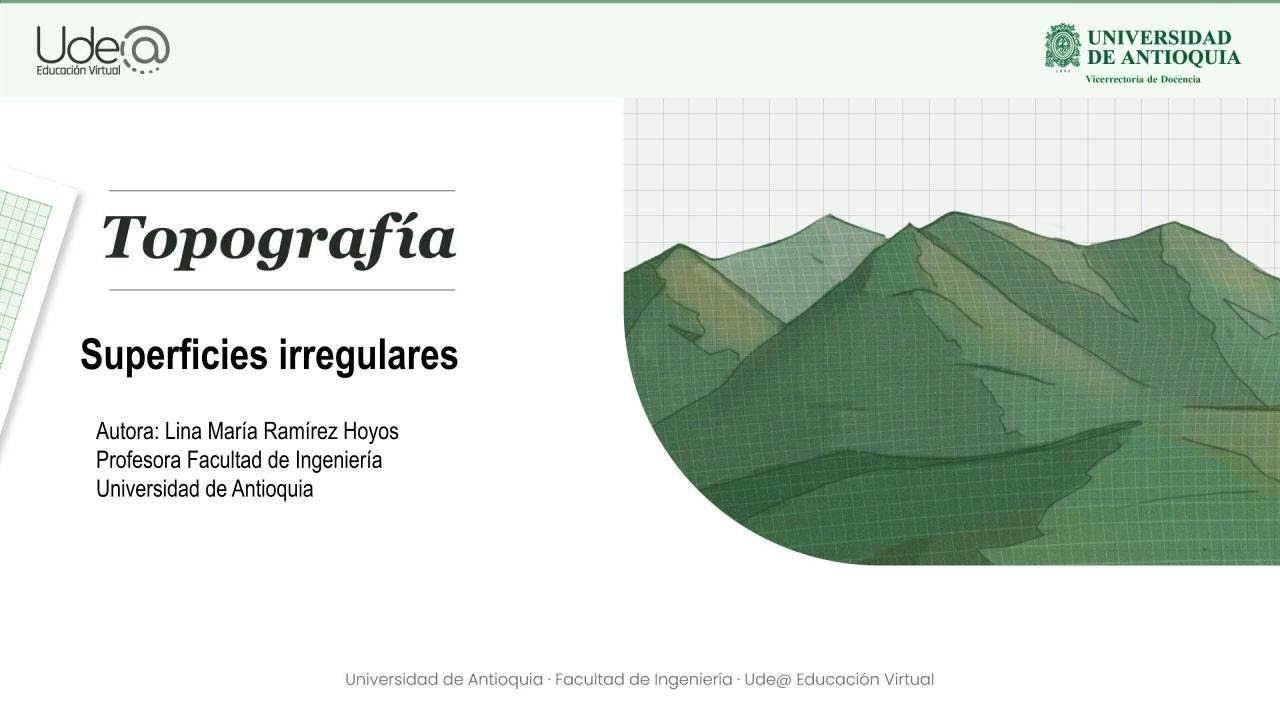 Ude@
Educación Virtual
UNIVERSIDAD
DE ANTIOQUIA
1803
Vicerrectoría de Docencia
Topografía
Superficies irregulares
Autora: Lina María Ramírez Hoyos
Profesora Facultad de Ingeniería
Universidad de Antioquia
Universidad de Antioquia · Facultad de Ingeniería · Ude@ Educación Virtual